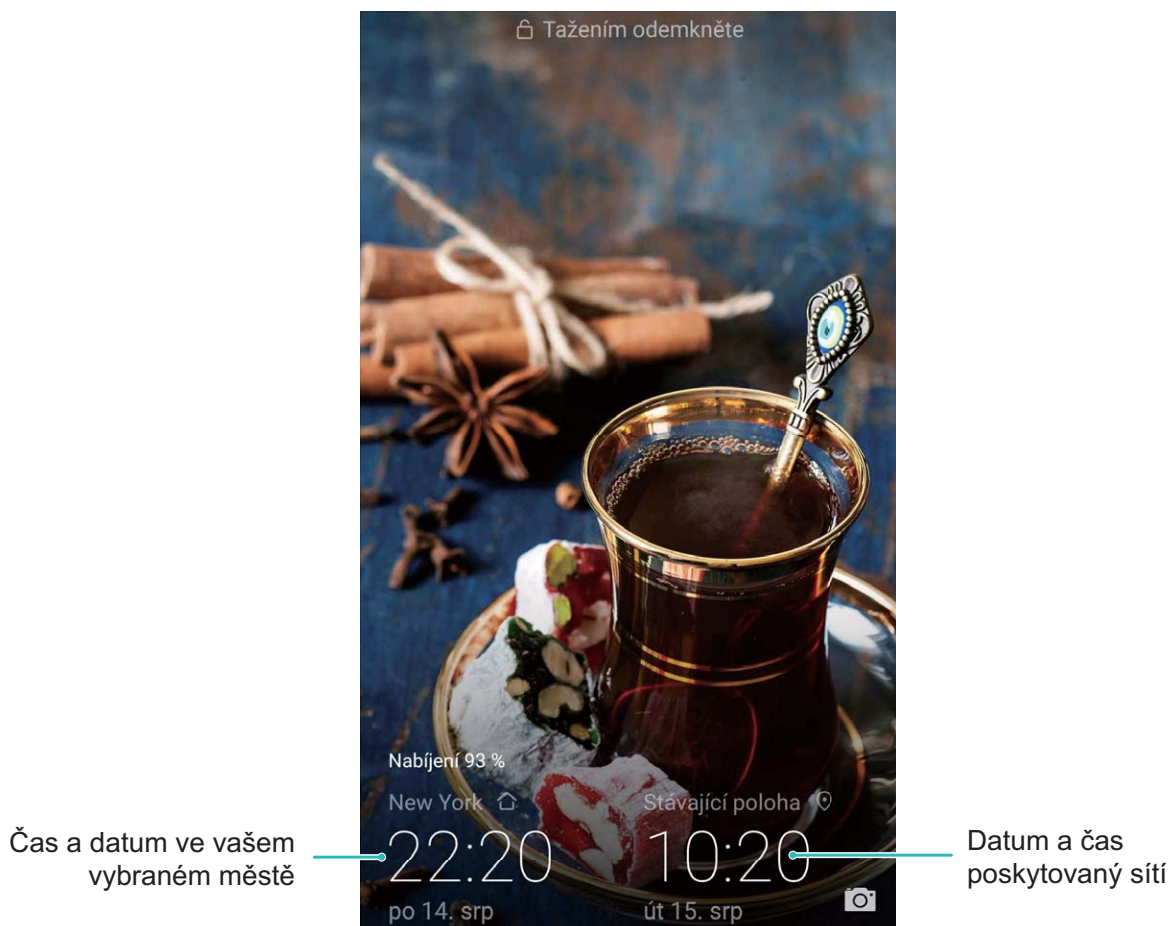 Tažením odemkněte
Nabíjení 93 %
New York
Stávající poloha
22:20
10:20
po 14. srp
út 15. srp
Čas a datum ve vašem
vybraném městě
Datum a čas
poskytovaný sítí